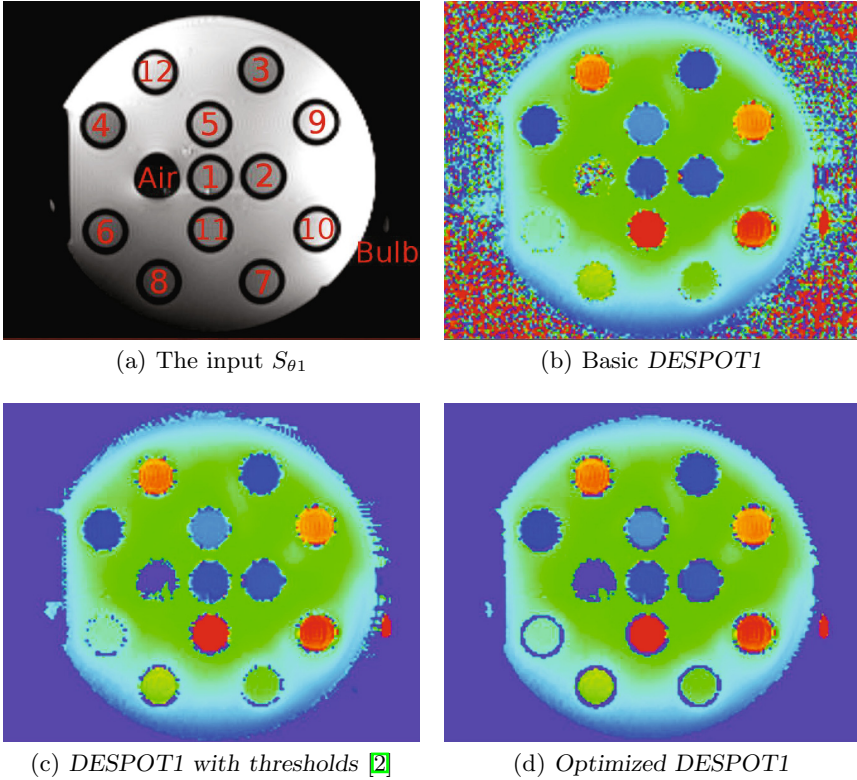 12 3
4 5 9
Air 1 2
6 11 10
Bulb
8 7
(a) The input Sθ1
(b) Basic DESPOT1
(c) DESPOT1 with thresholds [2]
(d) Optimized DESPOT1